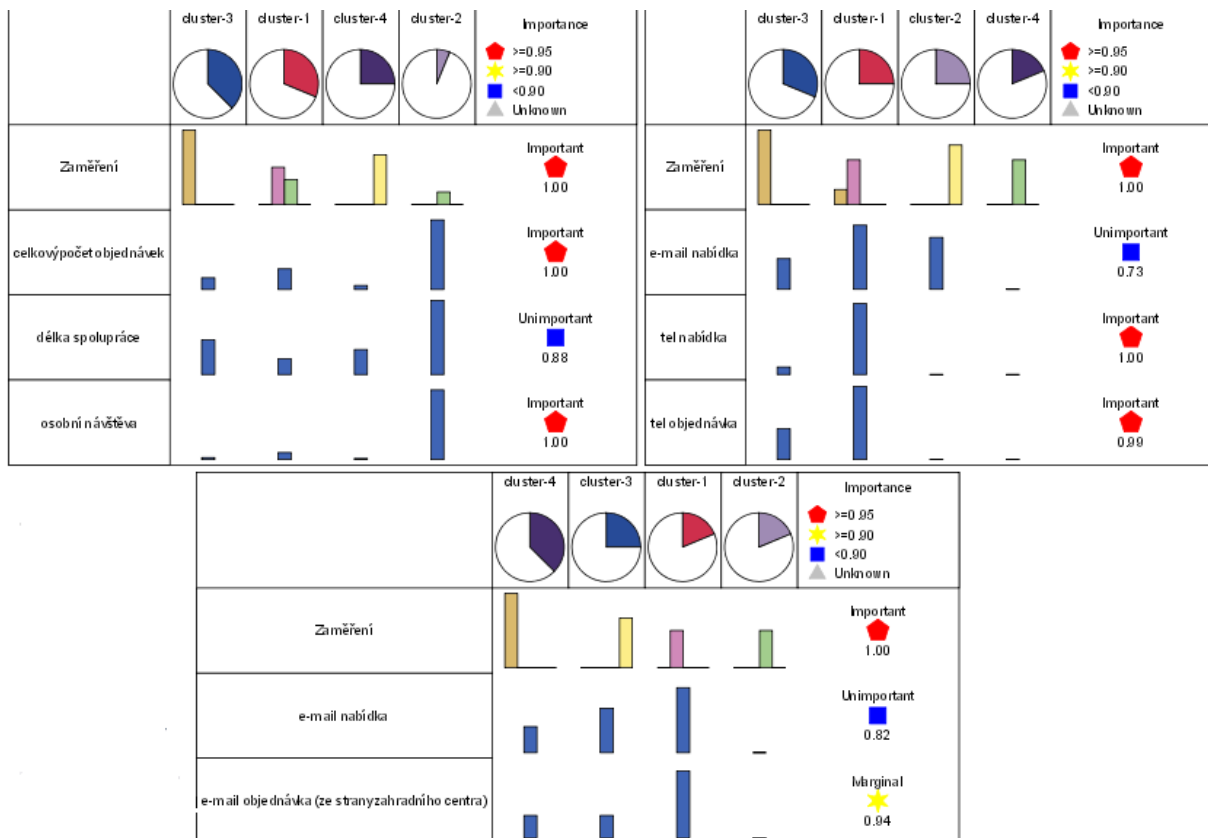 cluster-3 cluster-1 cluster-4 cluster-2 Importance
>=0.95
>=0.90
<0.90
Unknown
Zaměření Important
1.00
celkovýpočet objednávek Important
1.00
délka spolupráce Unimportant
0.88
osobní návštěva Important
1.00
cluster-3 cluster-1 cluster-2 cluster-4 Importance
>=0.95
>=0.90
<0.90
Unknown
Zaměření Important
1.00
e-mail nabídka Unimportant
0.73
tel nabídka Important
1.00
tel objednávka Important
0.99
cluster-4 cluster-3 cluster-1 cluster-2 Importance
>=0.95
>=0.90
<0.90
Unknown
Zaměření Important
1.00
e-mail nabídka Unimportant
0.82
e-mail objednávka (ze stranyzahradního centra) Marginal
0.94